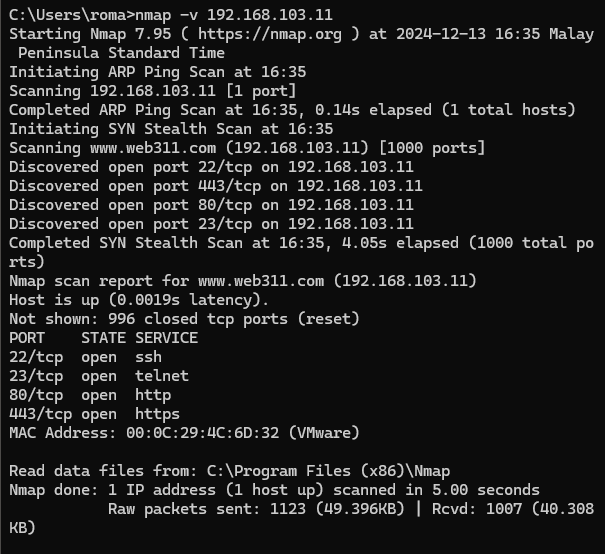 C:\Users\roma>nmap -v 192.168.103.11
Starting Nmap 7.95 ( https://nmap.org ) at 2024-12-13 16:35 Malay
 Peninsula Standard Time
Initiating ARP Ping Scan at 16:35
Scanning 192.168.103.11 [1 port]
Completed ARP Ping Scan at 16:35, 0.14s elapsed (1 total hosts)
Initiating SYN Stealth Scan at 16:35
Scanning www.web311.com (192.168.103.11) [1000 ports]
Discovered open port 22/tcp on 192.168.103.11
Discovered open port 443/tcp on 192.168.103.11
Discovered open port 80/tcp on 192.168.103.11
Discovered open port 23/tcp on 192.168.103.11
Completed SYN Stealth Scan at 16:35, 4.05s elapsed (1000 total po
rts)
Nmap scan report for www.web311.com (192.168.103.11)
Host is up (0.0019s latency).
Not shown: 996 closed tcp ports (reset)
PORT    STATE SERVICE
22/tcp  open  ssh
23/tcp  open  telnet
80/tcp  open  http
443/tcp open  https
MAC Address: 00:0C:29:4C:6D:32 (VMware)

Read data files from: C:\Program Files (x86)\Nmap
Nmap done: 1 IP address (1 host up) scanned in 5.00 seconds
           Raw packets sent: 1123 (49.396KB) | Rcvd: 1007 (40.308
KB)